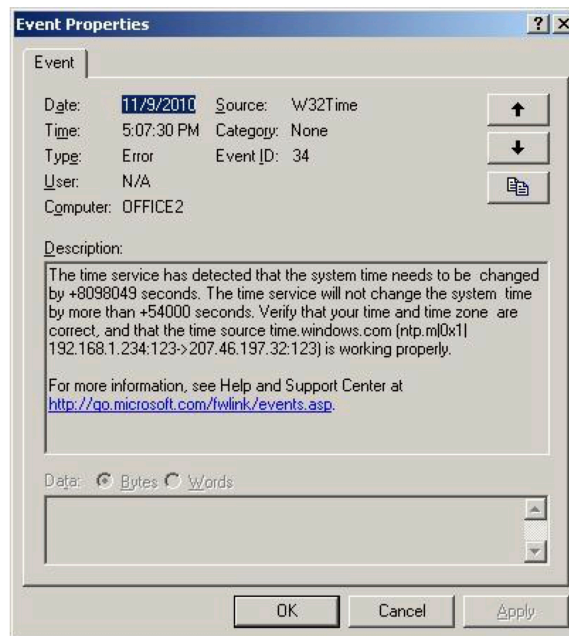 Event Properties
Event
Date: 11/9/2010 Source: W32Time
Time: 5:07:30 PM Category: None
Type: Error Event ID: 34
User: N/A
Computer: OFFICE2
Description:
The time service has detected that the system time needs to be  changed
by +8098049 seconds. The time service will not change the system  time
by more than +54000 seconds. Verify that your time and time zone  are
correct, and that the time source time.windows.com (ntp.m|0x1|
192.168.1.234:123->207.46.197.32:123) is working properly.
For more information, see Help and Support Center at
http://go.microsoft.com/fwlink/events.asp.
Data: Bytes Words
OK Cancel Apply